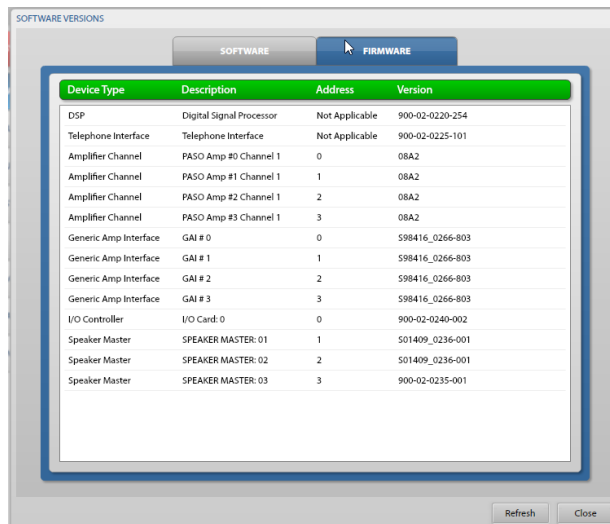 SOFTWARE VERSIONS
SOFTWARE FIRMWARE
Device Type Description Address Version
DSP Digital Signal Processor Not Applicable 900-02-0220-254
Telephone Interface Telephone Interface Not Applicable 900-02-0225-101
Amplifier Channel PASO Amp #0 Channel 1 0 08A2
Amplifier Channel PASO Amp #1 Channel 1 1 08A2
Amplifier Channel PASO Amp #2 Channel 1 2 08A2
Amplifier Channel PASO Amp #3 Channel 1 3 08A2
Generic Amp Interface GAI # 0 0 S98416_0266-803
Generic Amp Interface GAI # 1 1 S98416_0266-803
Generic Amp Interface GAI # 2 2 S98416_0266-803
Generic Amp Interface GAI # 3 3 S98416_0266-803
I/O Controller I/O Card: 0 0 900-02-0240-002
Speaker Master SPEAKER MASTER: 01 1 S01409_0236-001
Speaker Master SPEAKER MASTER: 02 2 S01409_0236-001
Speaker Master SPEAKER MASTER: 03 3 900-02-0235-001
Refresh Close